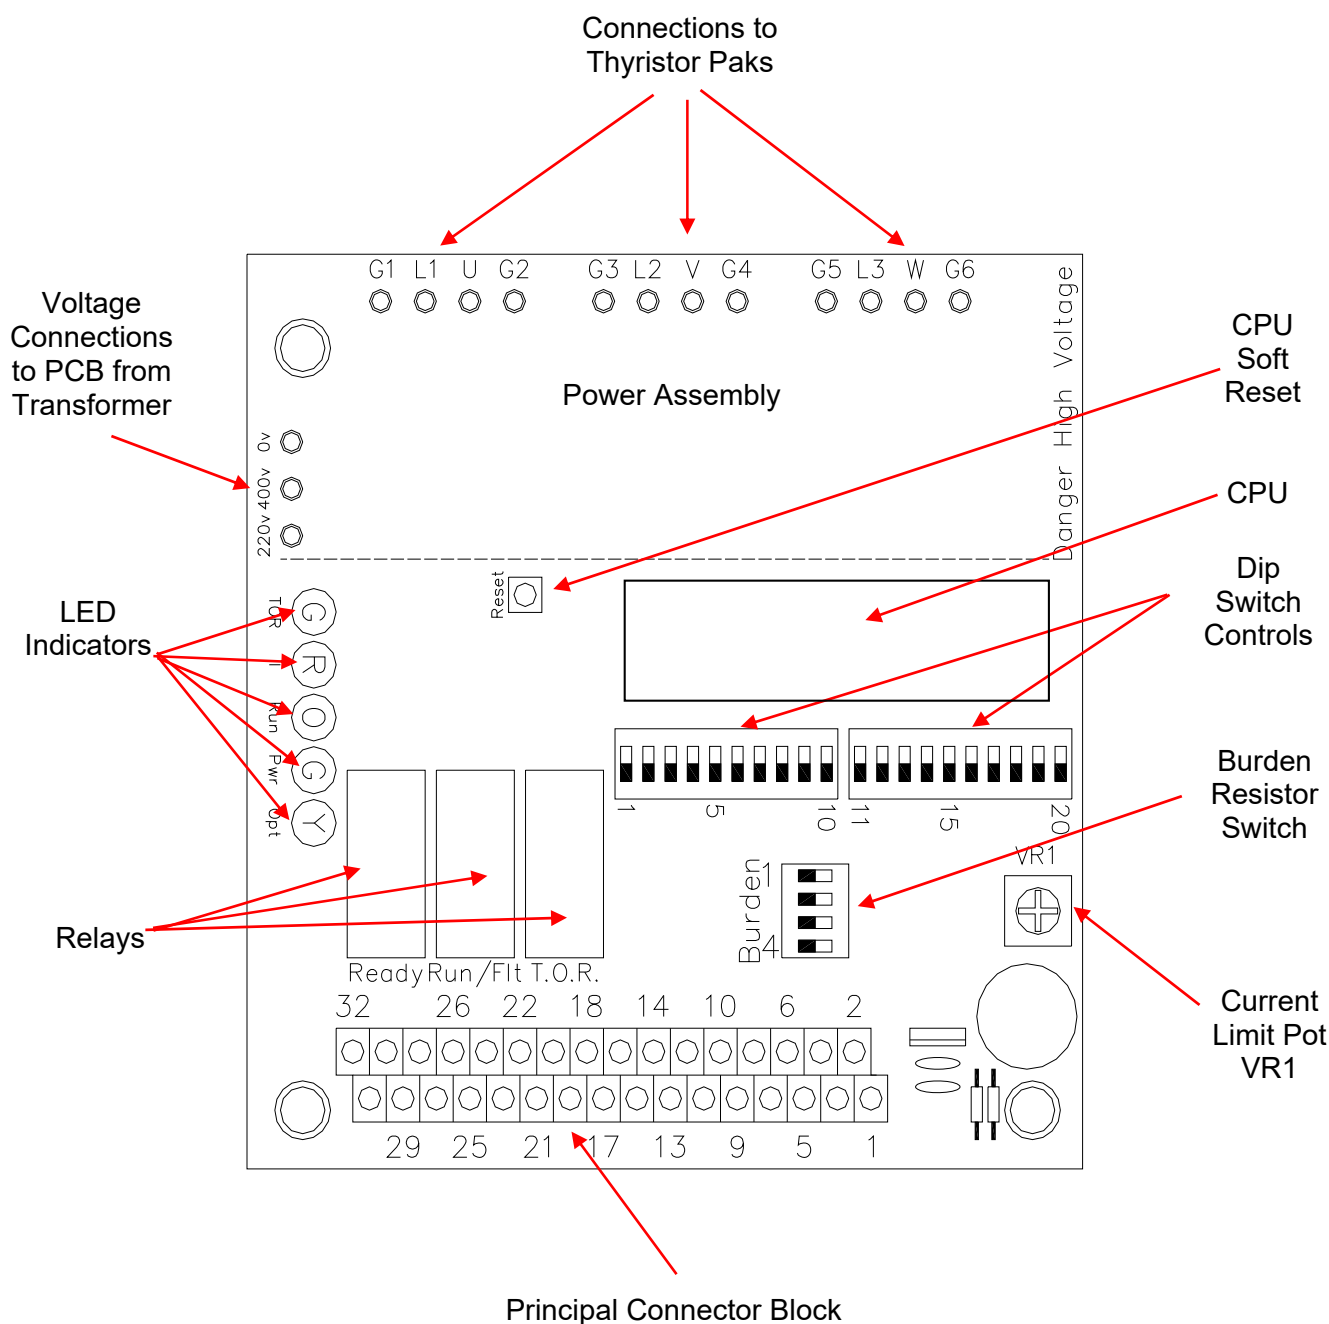 Connections to
Thyristor Paks
G1 L1 U G2 G3 L2 V G4 G5 L3 W G6
Danger High Voltage
Voltage
Connections
to PCB from
Transformer
Power Assembly
CPU
Soft
Reset
0v
400v
220v
CPU
Reset
Dip
Switch
Controls
LED
Indicators
G
TOR
R
I
O
Run
G
Pwr
Y
Opt
1 5 10 11 15 20
Burden
Resistor
Switch
VR1
Burden
1
4
Relays
Ready Run/Flt T.O.R.
32 26 22 18 14 10 6 2
Current
Limit Pot
VR1
29 25 21 17 13 9 5 1
Principal Connector Block